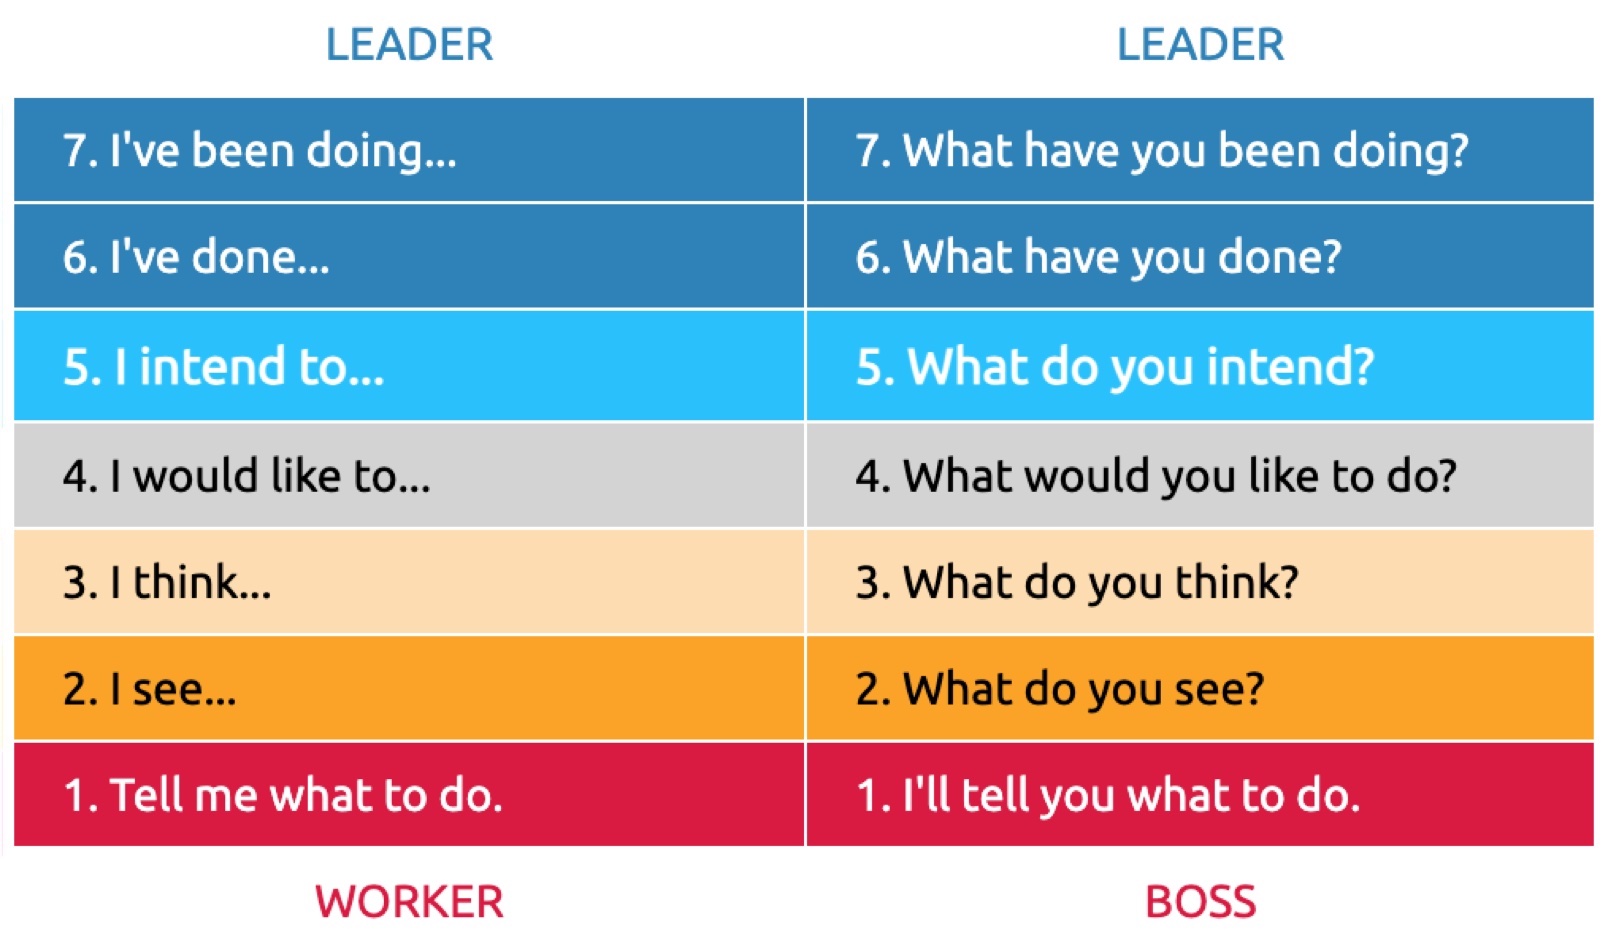 LEADER
LEADER
7. I've been doing...
7. What have you been doing?
6. I've done...
6. What have you done?
5. I intend to...
5. What do you intend?
4. I would like to...
4. What would you like to do?
3. I think...
3. What do you think?
2. I see...
2. What do you see?
1. Tell me what to do.
1. I'll tell you what to do.
WORKER
BOSS